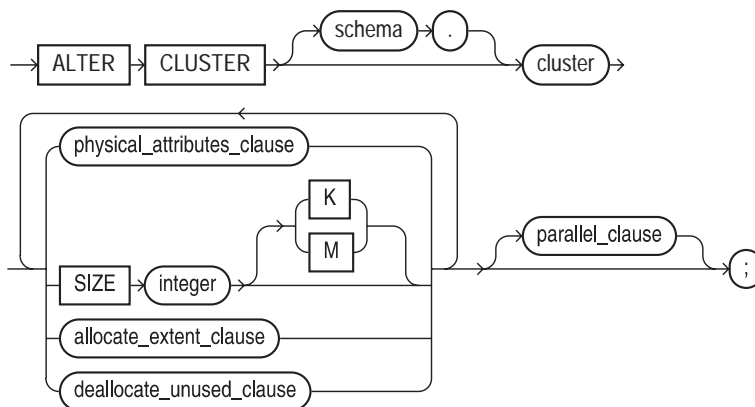 schema .
ALTER CLUSTER cluster
physical_attributes_clause
K
M
SIZE integer
parallel_clause
;
allocate_extent_clause
deallocate_unused_clause